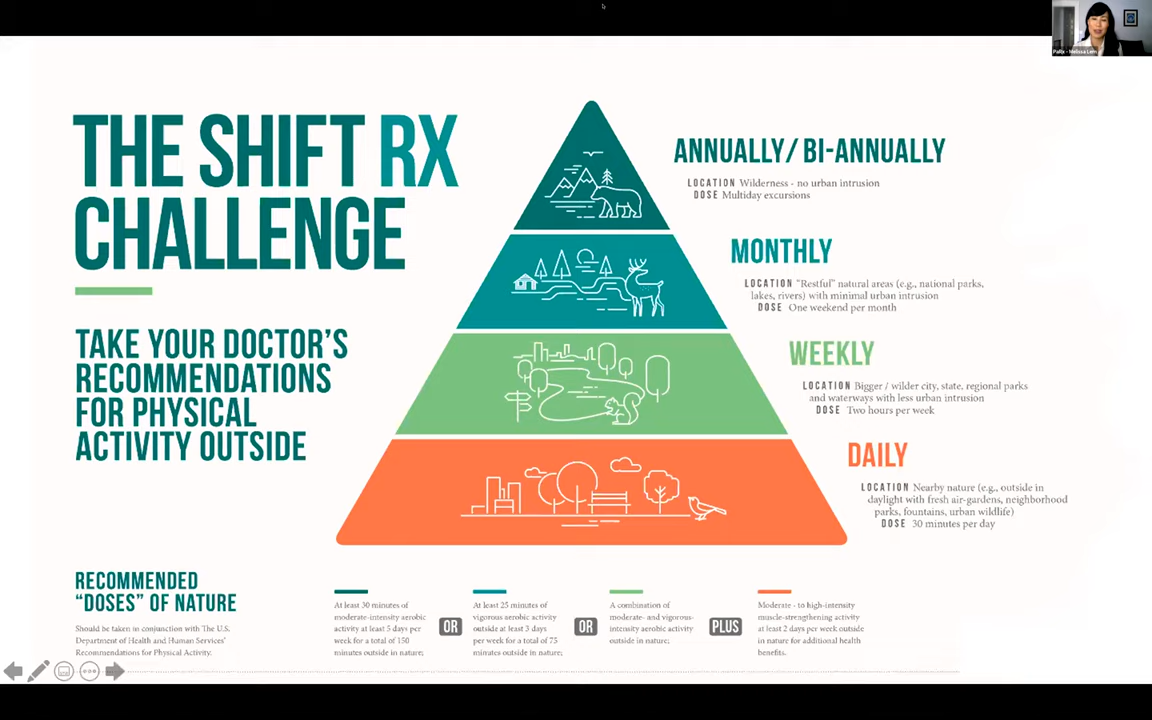 PaRx - Melissa Lem
THE SHIFT RX
CHALLENGE
TAKE YOUR DOCTOR'S
RECOMMENDATIONS
FOR PHYSICAL
ACTIVITY OUTSIDE
ANNUALLY/ BI-ANNUALLY
LOCATION Wilderness - no urban intrusion
DOSE Multiday excursions
MONTHLY
LOCATION "Restful" natural areas (e.g., national parks,
lakes, rivers) with minimal urban intrusion
DOSE One weekend per month
WEEKLY
LOCATION Bigger / wilder city, state, regional parks
and waterways with less urban intrusion
DOSE Two hours per week
DAILY
LOCATION Nearby nature (e.g., outside in
daylight with fresh air-gardens, neighborhood
parks, fountains, urban wildlife)
DOSE 30 minutes per day
RECOMMENDED
"DOSES" OF NATURE
Should be taken in conjunction with The U.S.
Department of Health and Human Services'
Recommendations for Physical Activity.
At least 30 minutes of
moderate-intensity aerobic
activity at least 5 days per
week for a total of 150
minutes outside in nature;
OR
At least 25 minutes of
vigorous aerobic activity
outside at least 3 days
per week for a total of 75
minutes outside in nature;
OR
A combination of
moderate- and vigorous-
intensity aerobic activity
outside in nature;
PLUS
Moderate - to high-intensity
muscle-strengthening activity
at least 2 days per week outside
in nature for additional health
benefits.